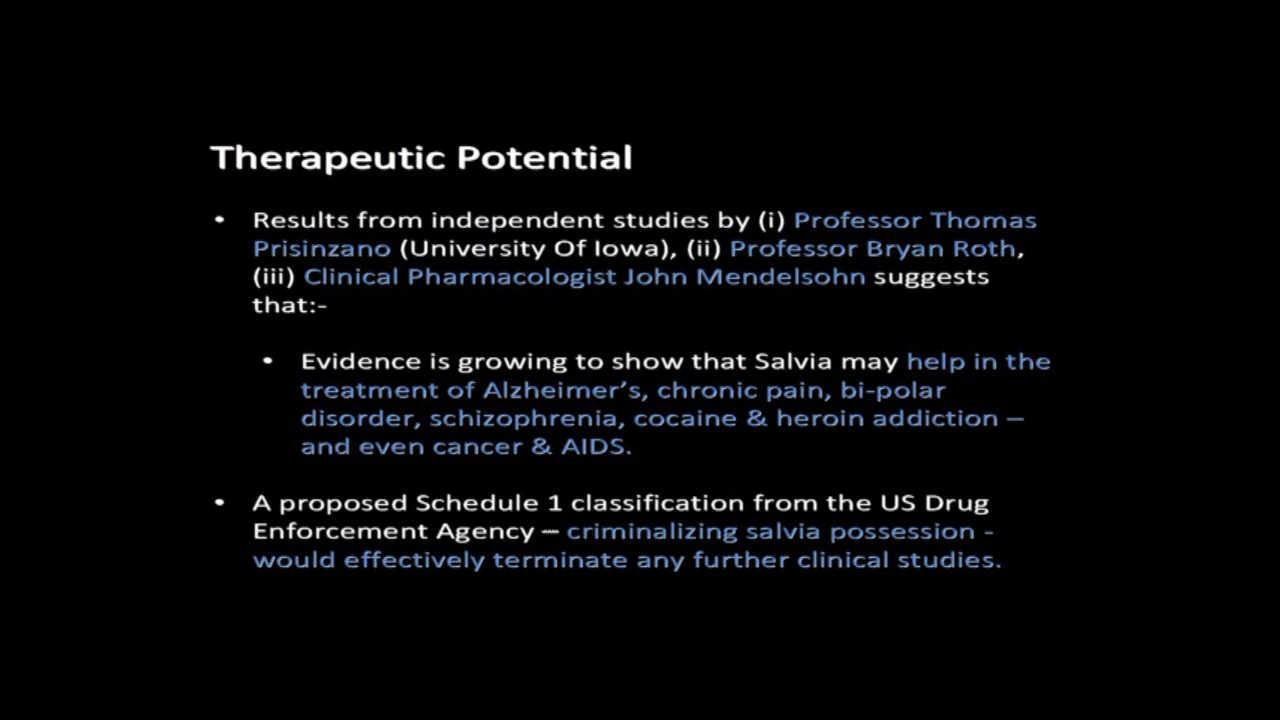 Therapeutic Potential
• Results from independent studies by (i) Professor Thomas
Prisinzano (University Of Iowa), (ii) Professor Bryan Roth,
(iii) Clinical Pharmacologist John Mendelsohn suggests
that:-
• Evidence is growing to show that Salvia may help in the
treatment of Alzheimer’s, chronic pain, bi-polar
disorder, schizophrenia, cocaine & heroin addiction –
and even cancer & AIDS.
• A proposed Schedule 1 classification from the US Drug
Enforcement Agency – criminalizing salvia possession -
would effectively terminate any further clinical studies.